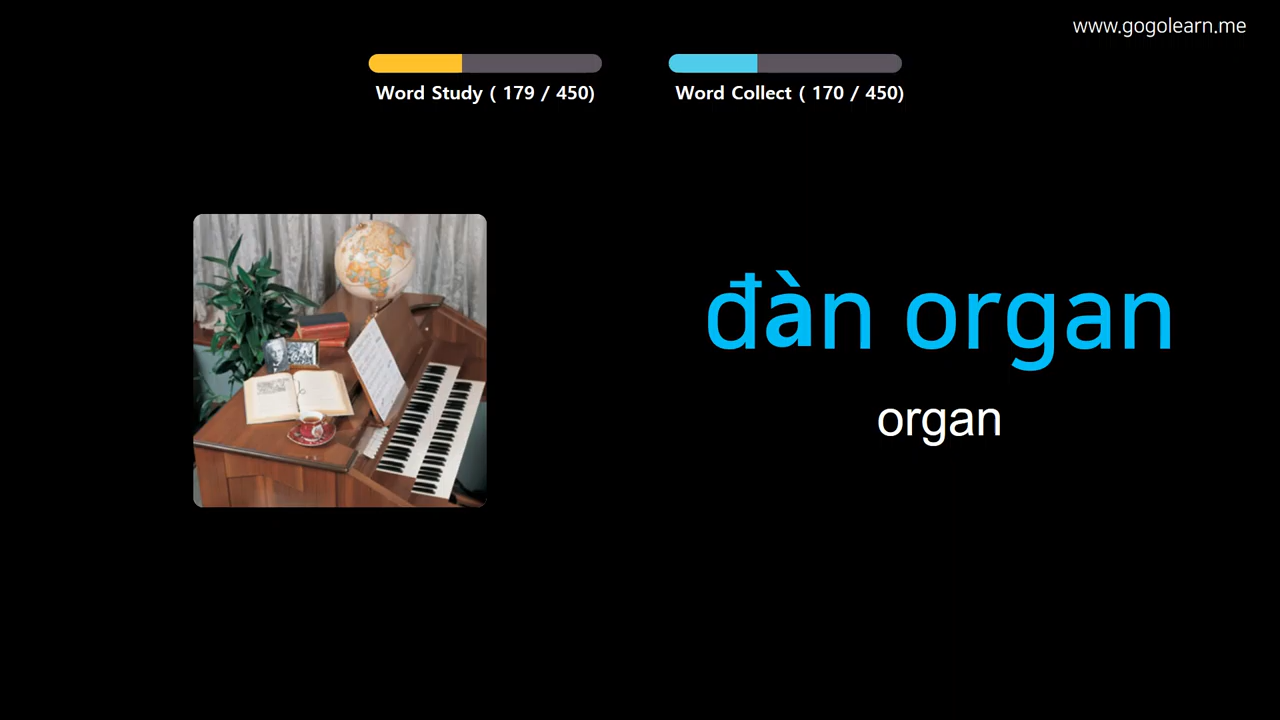 www.gogolearn.me
Word Study ( 179 / 450)
Word Collect ( 170 / 450)
đàn organ
organ